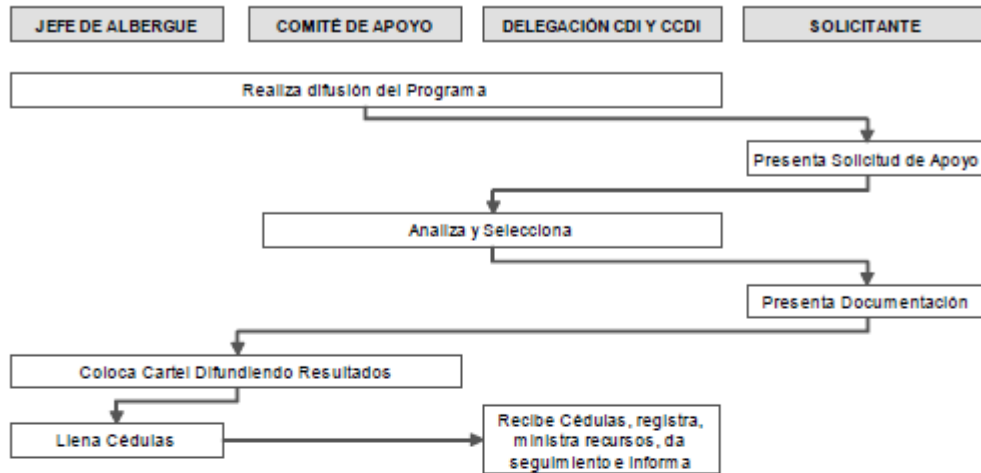 JEFE DE ALBERGUE
COMITÉ DE APOYO
DELEGACIÓN CDI Y CCDI
SOLICITANTE
Realiza difusión del Programa
Presenta Solicitud de Apoyo
Analiza y Selecciona
Presenta Documentación
Coloca Cartel Difundiendo Resultados
Llena Cédulas
Recibe Cédulas, registra,
ministra recursos, da
seguimiento e informa